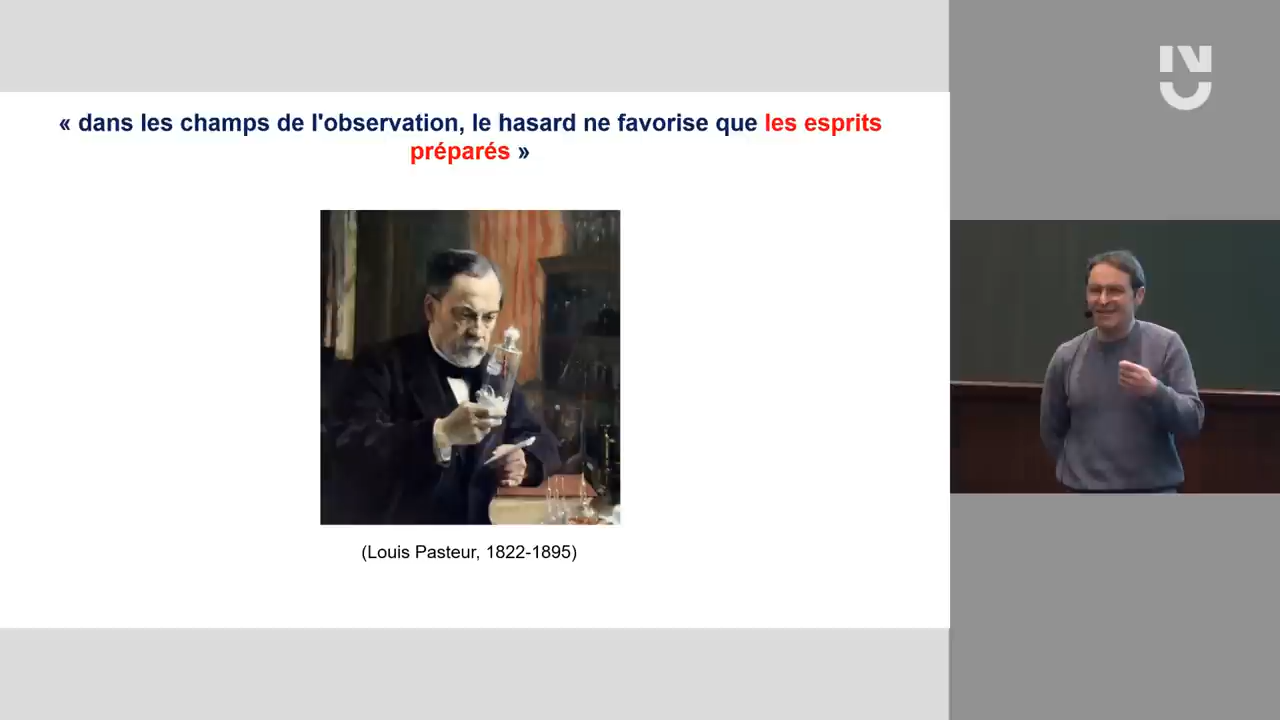 « dans les champs de l'observation, le hasard ne favorise que les esprits
préparés »
(Louis Pasteur, 1822-1895)